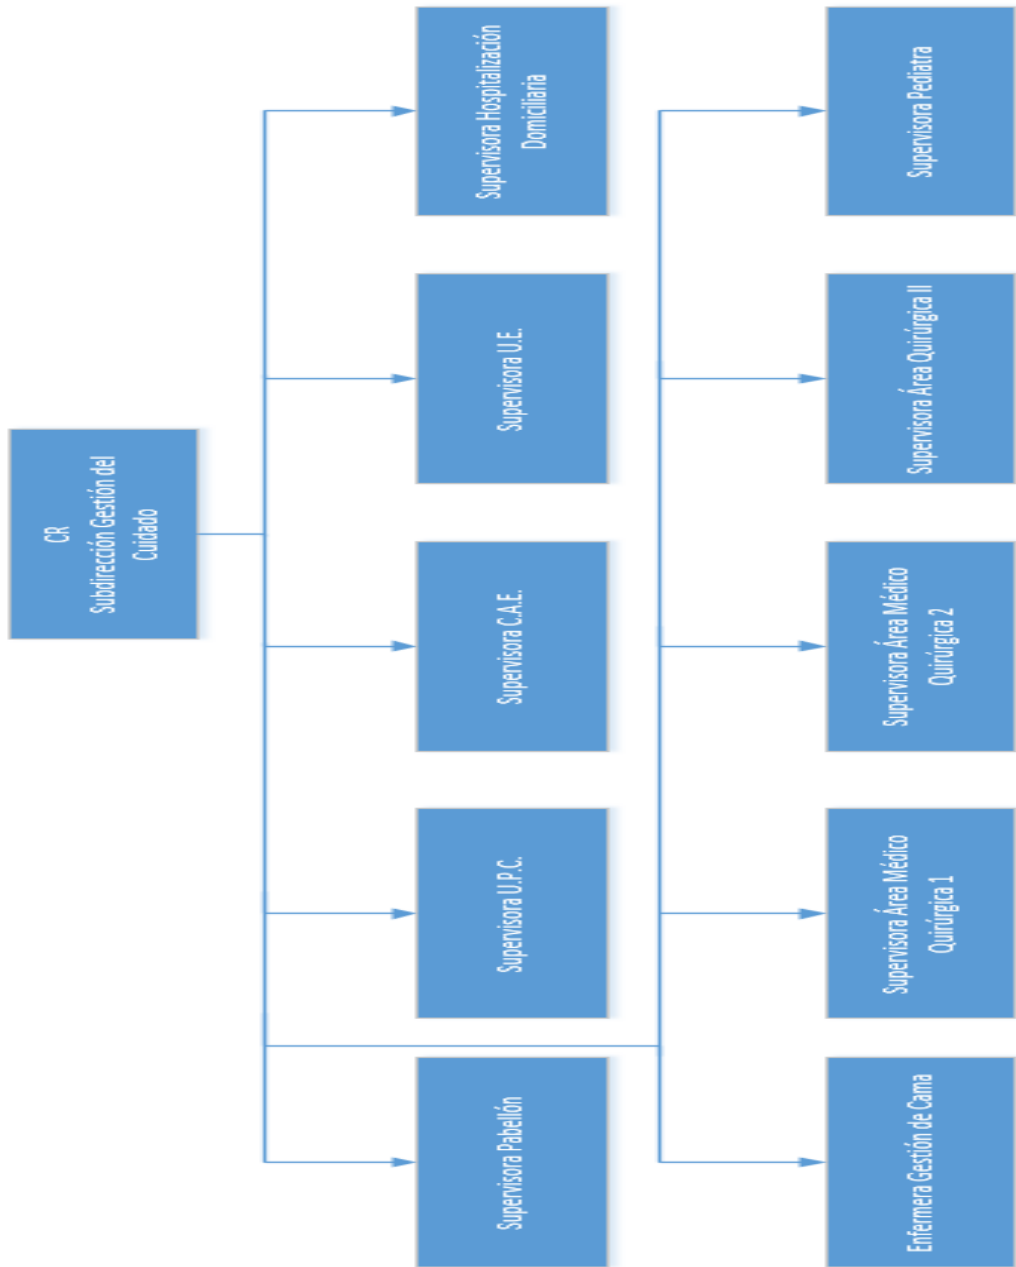 CR
Subdirección Gestión del
Cuidado
Supervisora Pabellón
Supervisora U.P.C.
Supervisora C.A.E.
Supervisora U.E.
Supervisora Hospitalización
Domiciliaria
Enfermera Gestión de Cama
Supervisora Área Médico
Quirúrgica 1
Supervisora Área Médico
Quirúrgica 2
Supervisora Área Quirúrgica II
Supervisora Pediatra